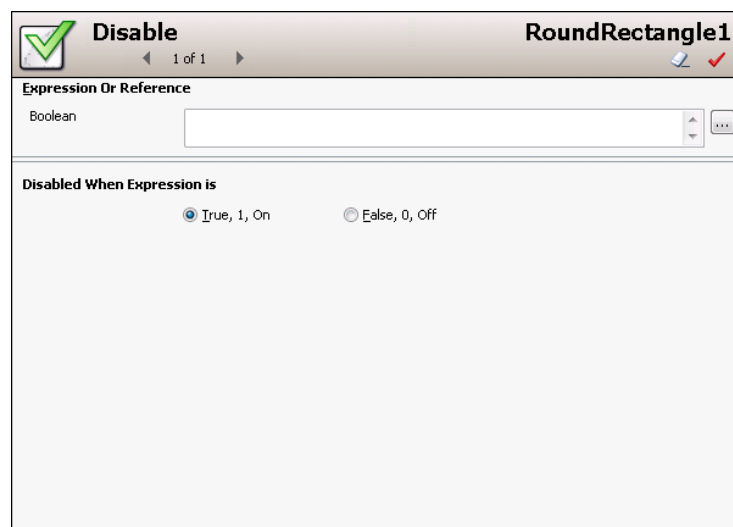 Disable
RoundRectangle1
1 of 1
Expression Or Reference
Boolean
...
Disabled When Expression is
True, 1, On
False, 0, Off